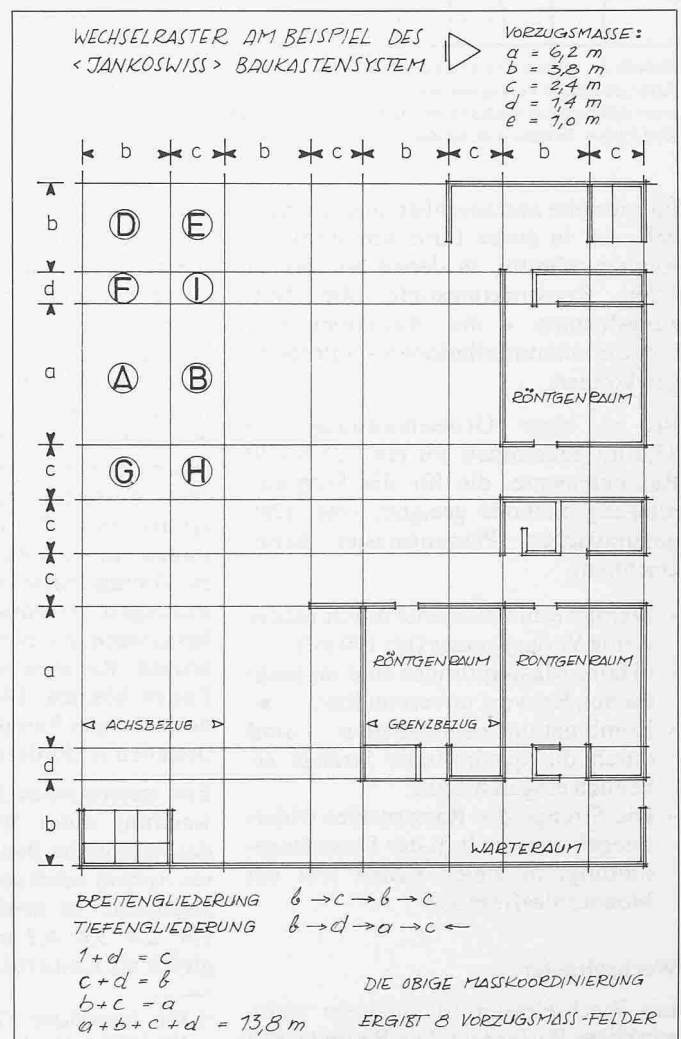 WECHSELRASTER AM BEISPIEL DES
<JANKOSWISS> BAUKASTENSYSTEM
VORZUGSMASSE:
a = 6,2 m
b = 3,8 m
c = 2,4 m
d = 1,4 m
e = 1,0 m
b c b c b c b c
b
D E
d
F I
a
A B
RÖNTGENRAUM
c
G H
c
c
a
RÖNTGENRAUM RÖNTGENRAUM
ACHSBEZUG GRENZBEZUG
d
b
WARTERAUM
BREITENGLIEDERUNG b → c → b → c
TIEFENGLIEDERUNG b → d → a → c ←
1 + d = c
c + d = b
b + c = a
a + b + c + d = 13,8 m
DIE OBIGE MASSKOORDINIERUNG
ERGIBT 8 VORZUGSMASS-FELDER